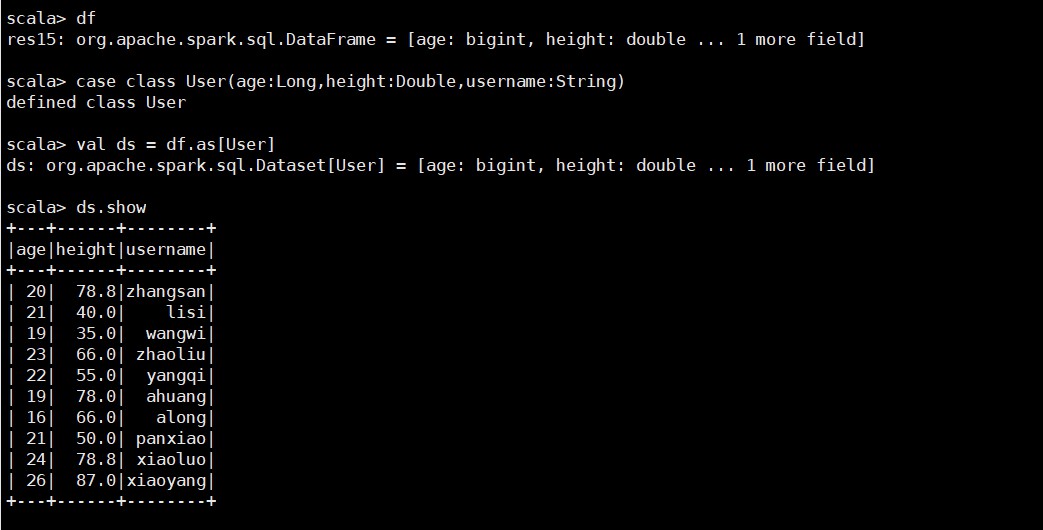 scala> df
res15: org.apache.spark.sql.DataFrame = [age: bigint, height: double ... 1 more field]
scala> case class User(age:Long,height:Double,username:String)
defined class User
scala> val ds = df.as[User]
ds: org.apache.spark.sql.Dataset[User] = [age: bigint, height: double ... 1 more field]
scala> ds.show
+---+------+--------+
|age|height|username|
+---+------+--------+
| 20|  78.8|zhangsan|
| 21|  40.0|    lisi|
| 19|  35.0|  wangwi|
| 23|  66.0| zhaoliu|
| 22|  55.0|  yangqi|
| 19|  78.0|  ahuang|
| 16|  66.0|   along|
| 21|  50.0| panxiao|
| 24|  78.8| xiaoluo|
| 26|  87.0|xiaoyang|
+---+------+--------+